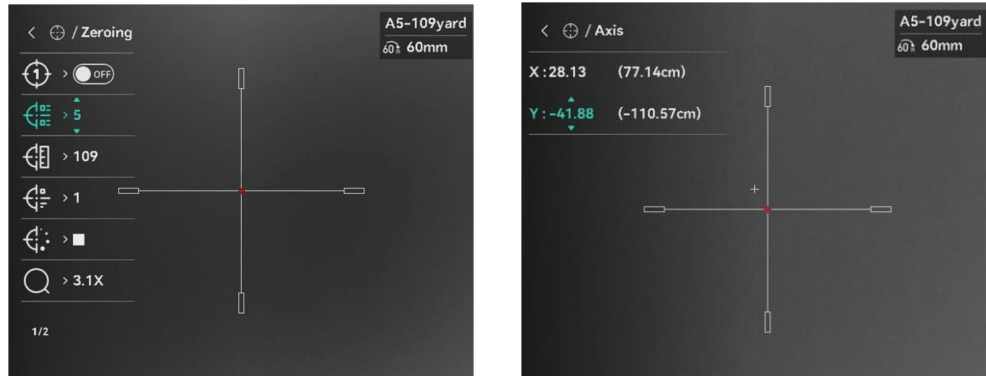 < / Zeroing
A5-109yard
60mm
1 > OFF
> 5
> 109
> 1
>
> 3.1X
1/2
< / Axis
A5-109yard
60mm
X:28.13 (77.14cm)
Y:-41.88 (-110.57cm)